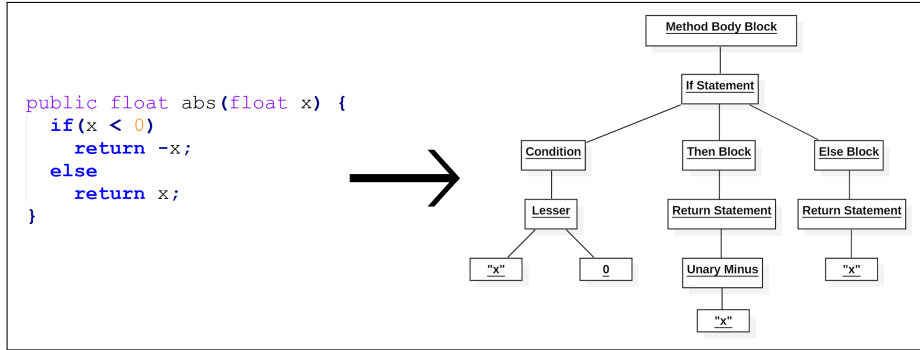 public float abs(float x) {
if(x < 0)
return -x;
else
return x;
}
Method Body Block
If Statement
Condition
Then Block
Else Block
Lesser
Return Statement
Return Statement
"x"
0
Unary Minus
"x"
"x"